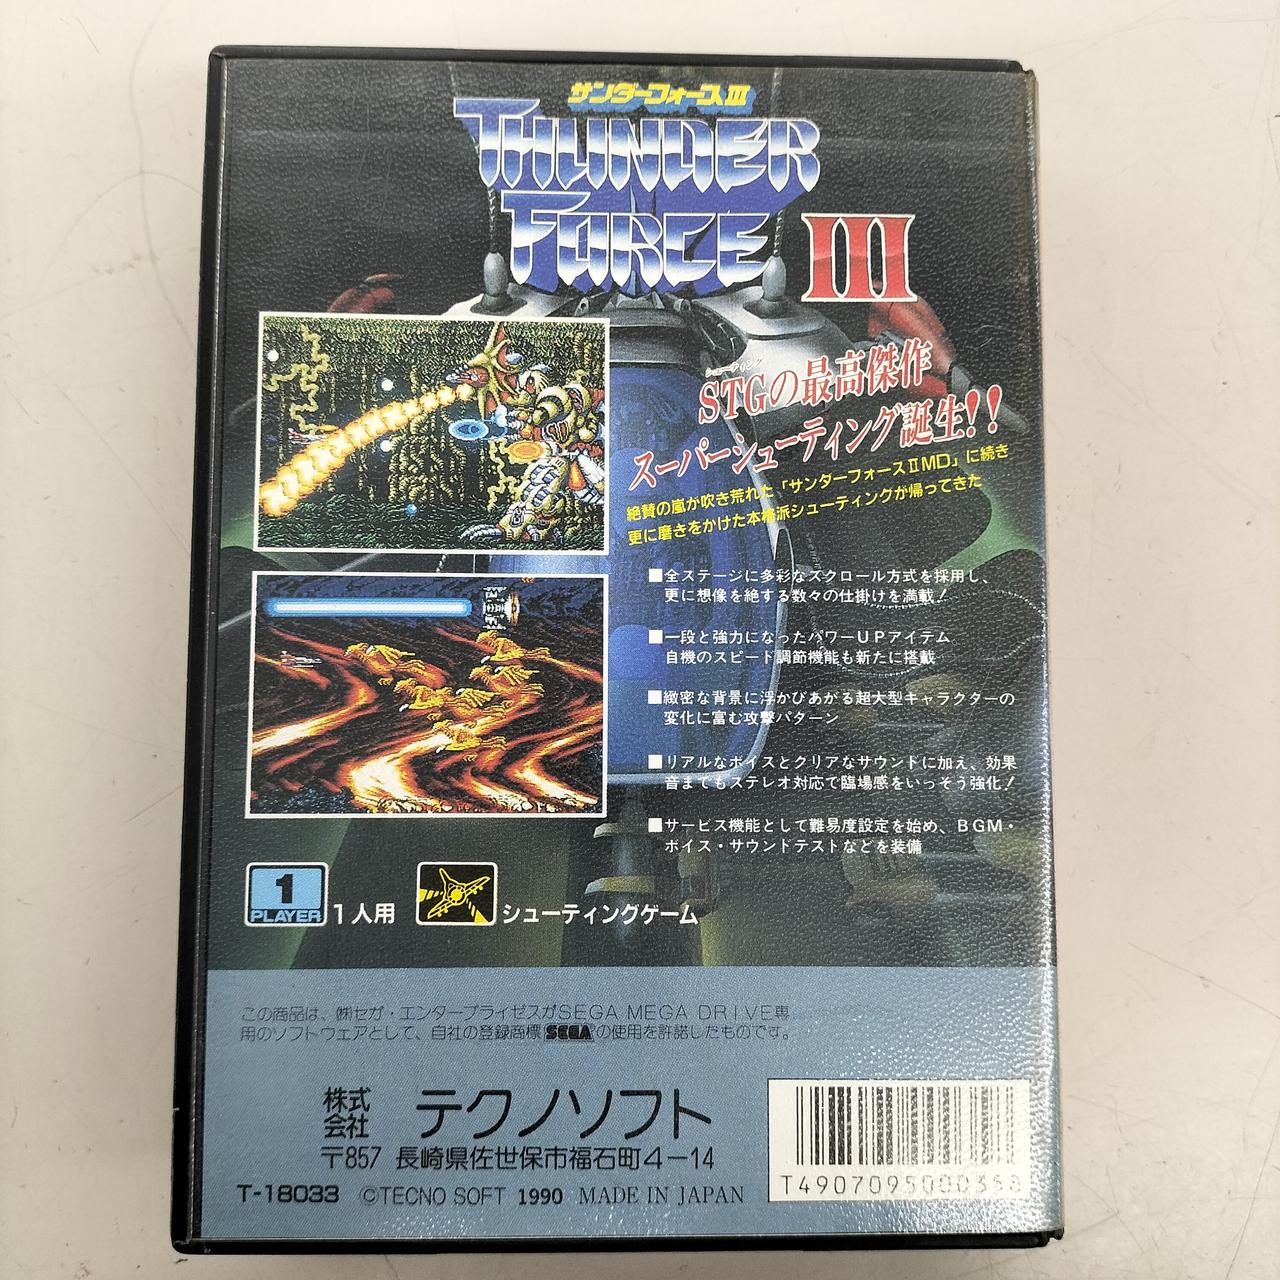 サンダーフォースIII
THUNDER
FORCE III
シューティング
STGの最高傑作
スーパーシューティング誕生!!
絶賛の嵐が吹き荒れた「サンダーフォースⅡMD」に続き
更に磨きをかけた本格派シューティングが帰ってきた
■全ステージに多彩なスクロール方式を採用し、
更に想像を絶する数々の仕掛けを満載!
■一段と強力になったパワーUPアイテム
自機のスピード調節機能も新たに搭載
■緻密な背景に浮かびあがる超大型キャラクターの
変化に富む攻撃パターン
■リアルなボイスとクリアなサウンドに加え、効果
音までもステレオ対応で臨場感をいっそう強化!
■サービス機能として難易度設定を始め、BGM・
ボイス・サウンドテストなどを装備
1
PLAYER
1人用
シューティングゲーム
この商品は、㈱セガ・エンタープライゼスがSEGA MEGA DRIVE専
用のソフトウェアとして、自社の登録商標SEGAの使用を許諾したものです。
株式会社 テクノソフト
〒857 長崎県佐世保市福石町4-14
T-18033 ©TECNO SOFT 1990 MADE IN JAPAN
T4907095000358